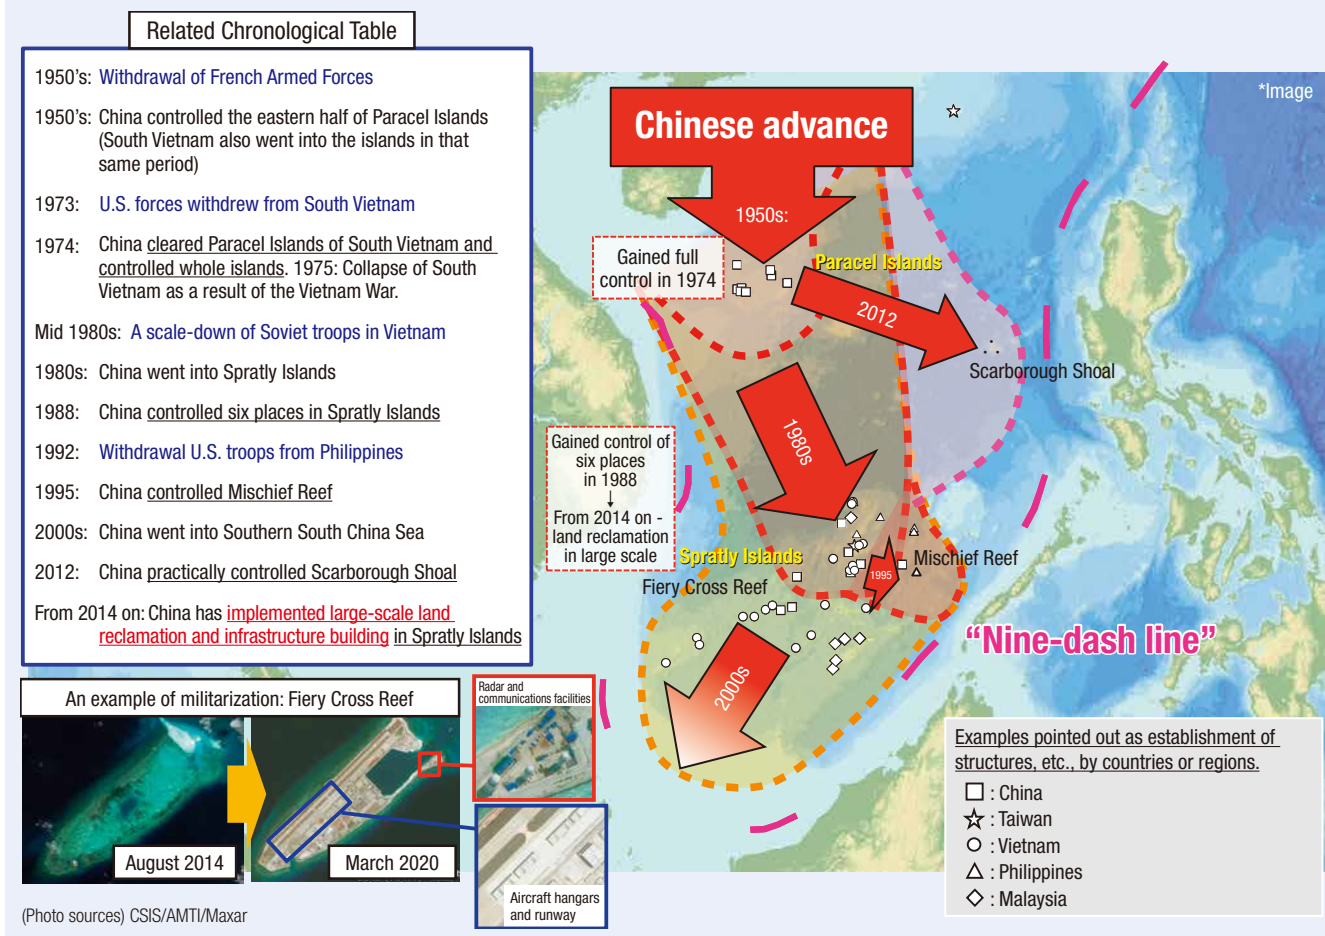 Related Chronological Table
1950's: Withdrawal of French Armed Forces
1950's: China controlled the eastern half of Paracel Islands
(South Vietnam also went into the islands in that
same period)
1973: U.S. forces withdrew from South Vietnam
1974: China cleared Paracel Islands of South Vietnam and
controlled whole islands. 1975: Collapse of South
Vietnam as a result of the Vietnam War.
Mid 1980s: A scale-down of Soviet troops in Vietnam
1980s: China went into Spratly Islands
1988: China controlled six places in Spratly Islands
1992: Withdrawal U.S. troops from Philippines
1995: China controlled Mischief Reef
2000s: China went into Southern South China Sea
2012: China practically controlled Scarborough Shoal
From 2014 on: China has implemented large-scale land
reclamation and infrastructure building in Spratly Islands
*Image
Chinese advance
1950s:
Gained full
control in 1974
Paracel Islands
2012
Scarborough Shoal
1980s
Gained control of
six places
in 1988
↓
From 2014 on -
land reclamation
in large scale
Spratly Islands
Fiery Cross Reef
1995
Mischief Reef
"Nine-dash line"
2000s
An example of militarization: Fiery Cross Reef
August 2014
March 2020
Radar and
communications facilities
Aircraft hangars
and runway
(Photo sources) CSIS/AMTI/Maxar
Examples pointed out as establishment of
structures, etc., by countries or regions.
□ : China
☆ : Taiwan
○ : Vietnam
△ : Philippines
◇ : Malaysia